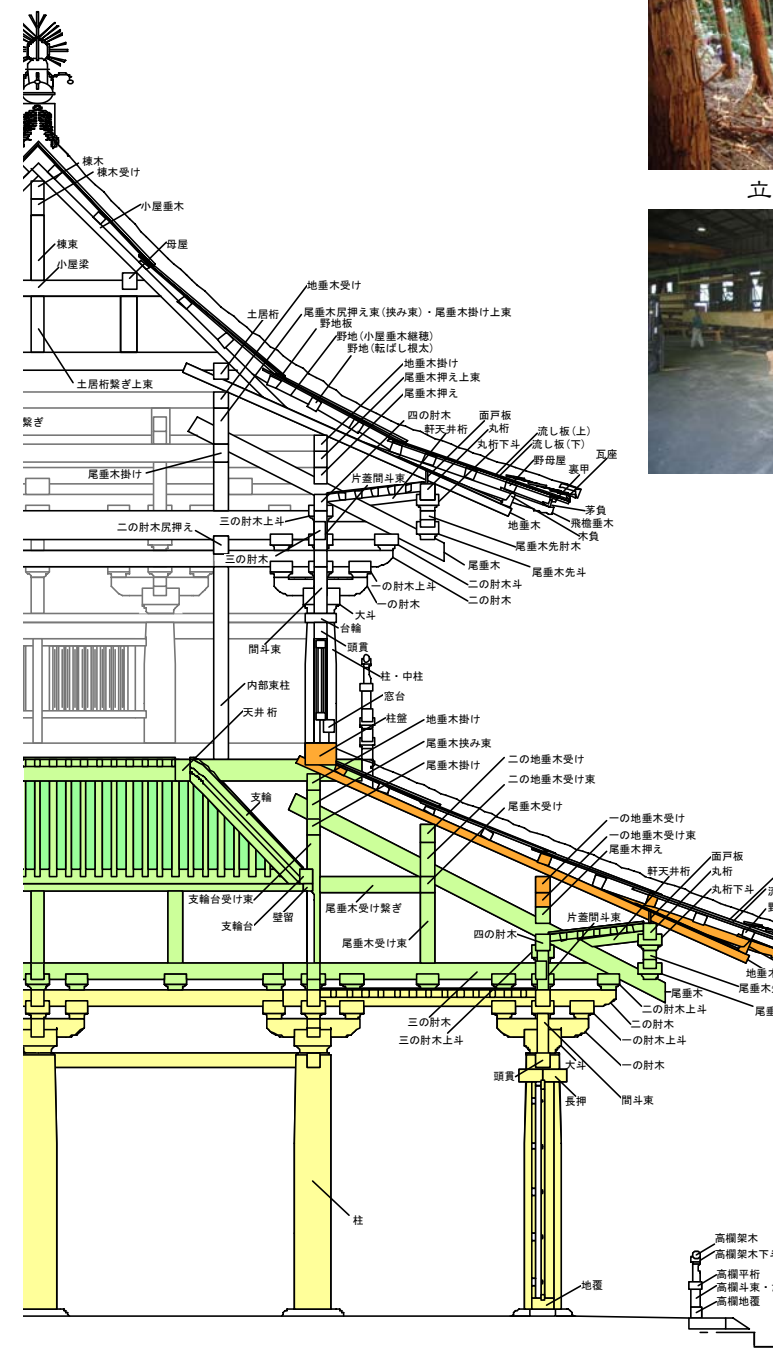 棟木
棟木受け
小屋垂木
棟束
母屋
小屋梁
地垂木受け
土居桁
尾垂木尻押え束(挟み束)・尾垂木掛け上束
野地板
野地(小屋垂木継穂)
野地(転ばし根太)
地垂木掛け
尾垂木押え上束
尾垂木押え
土居桁繋ぎ上束
繋ぎ
四の肘木
軒天井桁
面戸板
丸桁
丸桁下斗
流し板(上)
流し板(下)
野母屋
裏甲
瓦座
尾垂木掛け
片蓋間斗束
茅負
飛檐垂木
木負
地垂木
二の肘木尻押え
三の肘木上斗
三の肘木
尾垂木先肘木
尾垂木
尾垂木先斗
一の肘木上斗
一の肘木
二の肘木斗
二の肘木
大斗
台輪
間斗束
頭貫
柱・中柱
内部束柱
窓台
天井桁
柱盤
地垂木掛け
尾垂木挟み束
尾垂木掛け
二の地垂木受け
二の地垂木受け束
尾垂木受け
支輪
一の地垂木受け
一の地垂木受け束
尾垂木押え
面戸板
軒天井桁
丸桁
丸桁下斗
支輪台受け束
支輪台
壁留
尾垂木受け繋ぎ
尾垂木受け束
四の肘木
片蓋間斗束
地垂木
尾垂木
尾垂木
二の肘木上斗
三の肘木
三の肘木上斗
二の肘木
一の肘木上斗
一の肘木
大斗
頭貫
長押
間斗束
柱
地覆
高欄架木
高欄架木下斗
高欄平桁
高欄斗束・
高欄地覆
立